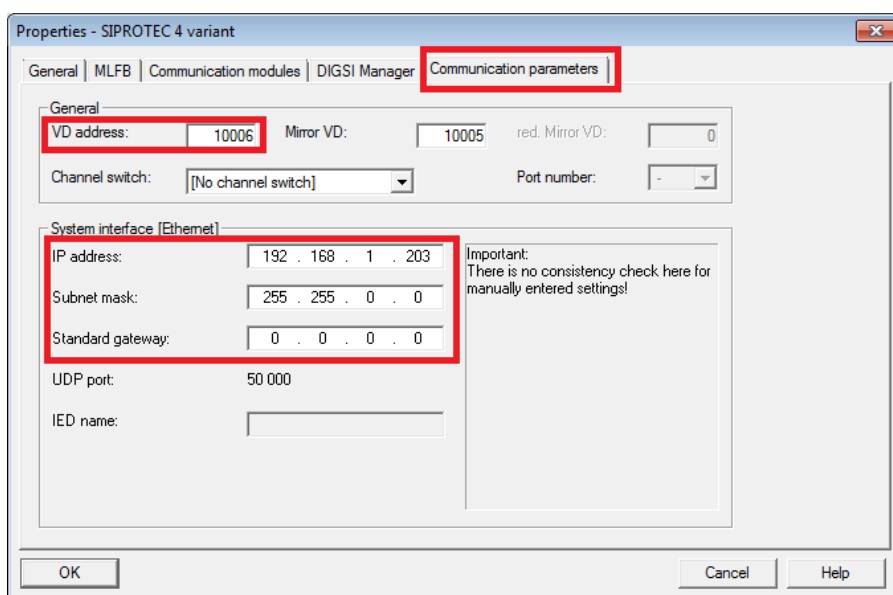 Properties - SIPROTEC 4 variant
General | MLFB | Communication modules | DIGSI Manager | Communication parameters
General
VD address: 10006 Mirror VD: 10005 red. Mirror VD: 0
Channel switch: [No channel switch] Port number: -
System interface [Ethernet]
IP address: 192 . 168 . 1 . 203
Important:
There is no consistency check here for
manually entered settings!
Subnet mask: 255 . 255 . 0 . 0
Standard gateway: 0 . 0 . 0 . 0
UDP port: 50 000
IED name:
OK Cancel Help